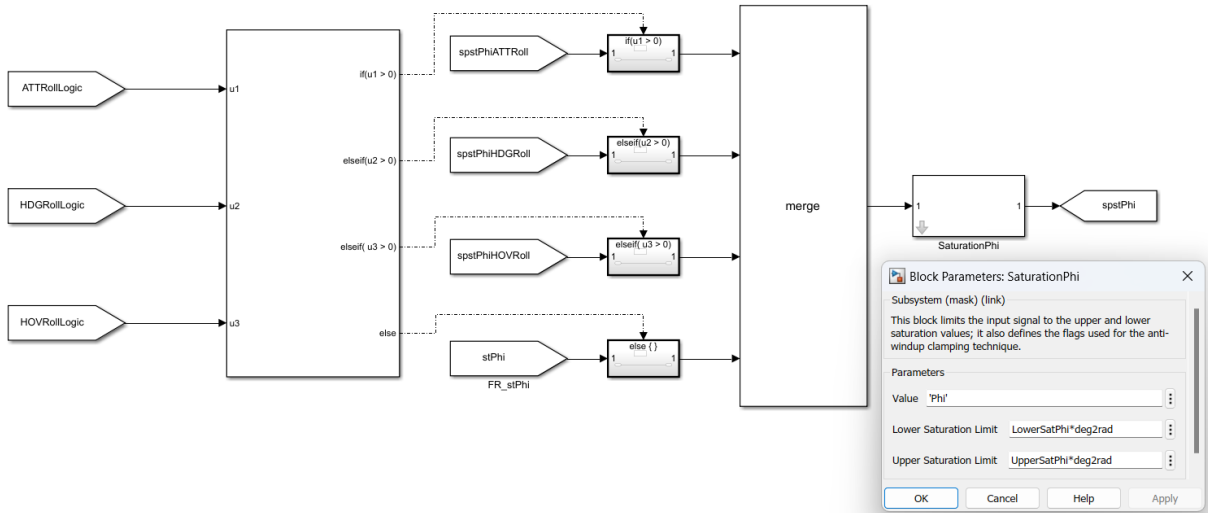 ATTRollLogic
HDGRollLogic
HOVRollLogic
u1
u2
u3
if(u1 > 0)
elseif(u2 > 0)
elseif( u3 > 0)
else
spstPhiATTRoll
1 if(u1 > 0) 1
spstPhiHDGRoll
1 elseif(u2 > 0) 1
spstPhiHOVRoll
1 elseif( u3 > 0) 1
stPhi
FR_stPhi
1 else { } 1
merge
1 1
SaturationPhi
spstPhi
Block Parameters: SaturationPhi
Subsystem (mask) (link)
This block limits the input signal to the upper and lower
saturation values; it also defines the flags used for the anti-
windup clamping technique.
Parameters
Value 'Phi'
Lower Saturation Limit LowerSatPhi*deg2rad
Upper Saturation Limit UpperSatPhi*deg2rad
OK Cancel Help Apply